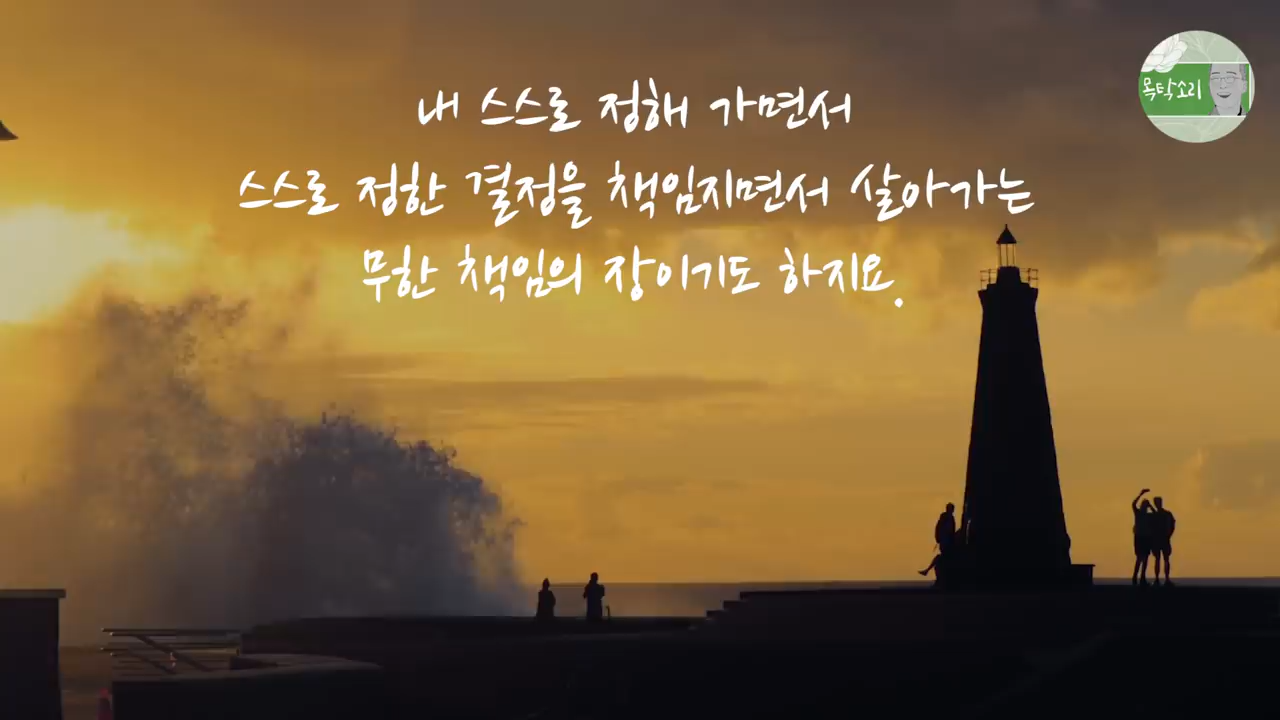 내 스스로 정해 가면서
스스로 정한 결정을 책임지면서 살아가는
무한 책임의 장이기도 하지요.
목탁소리